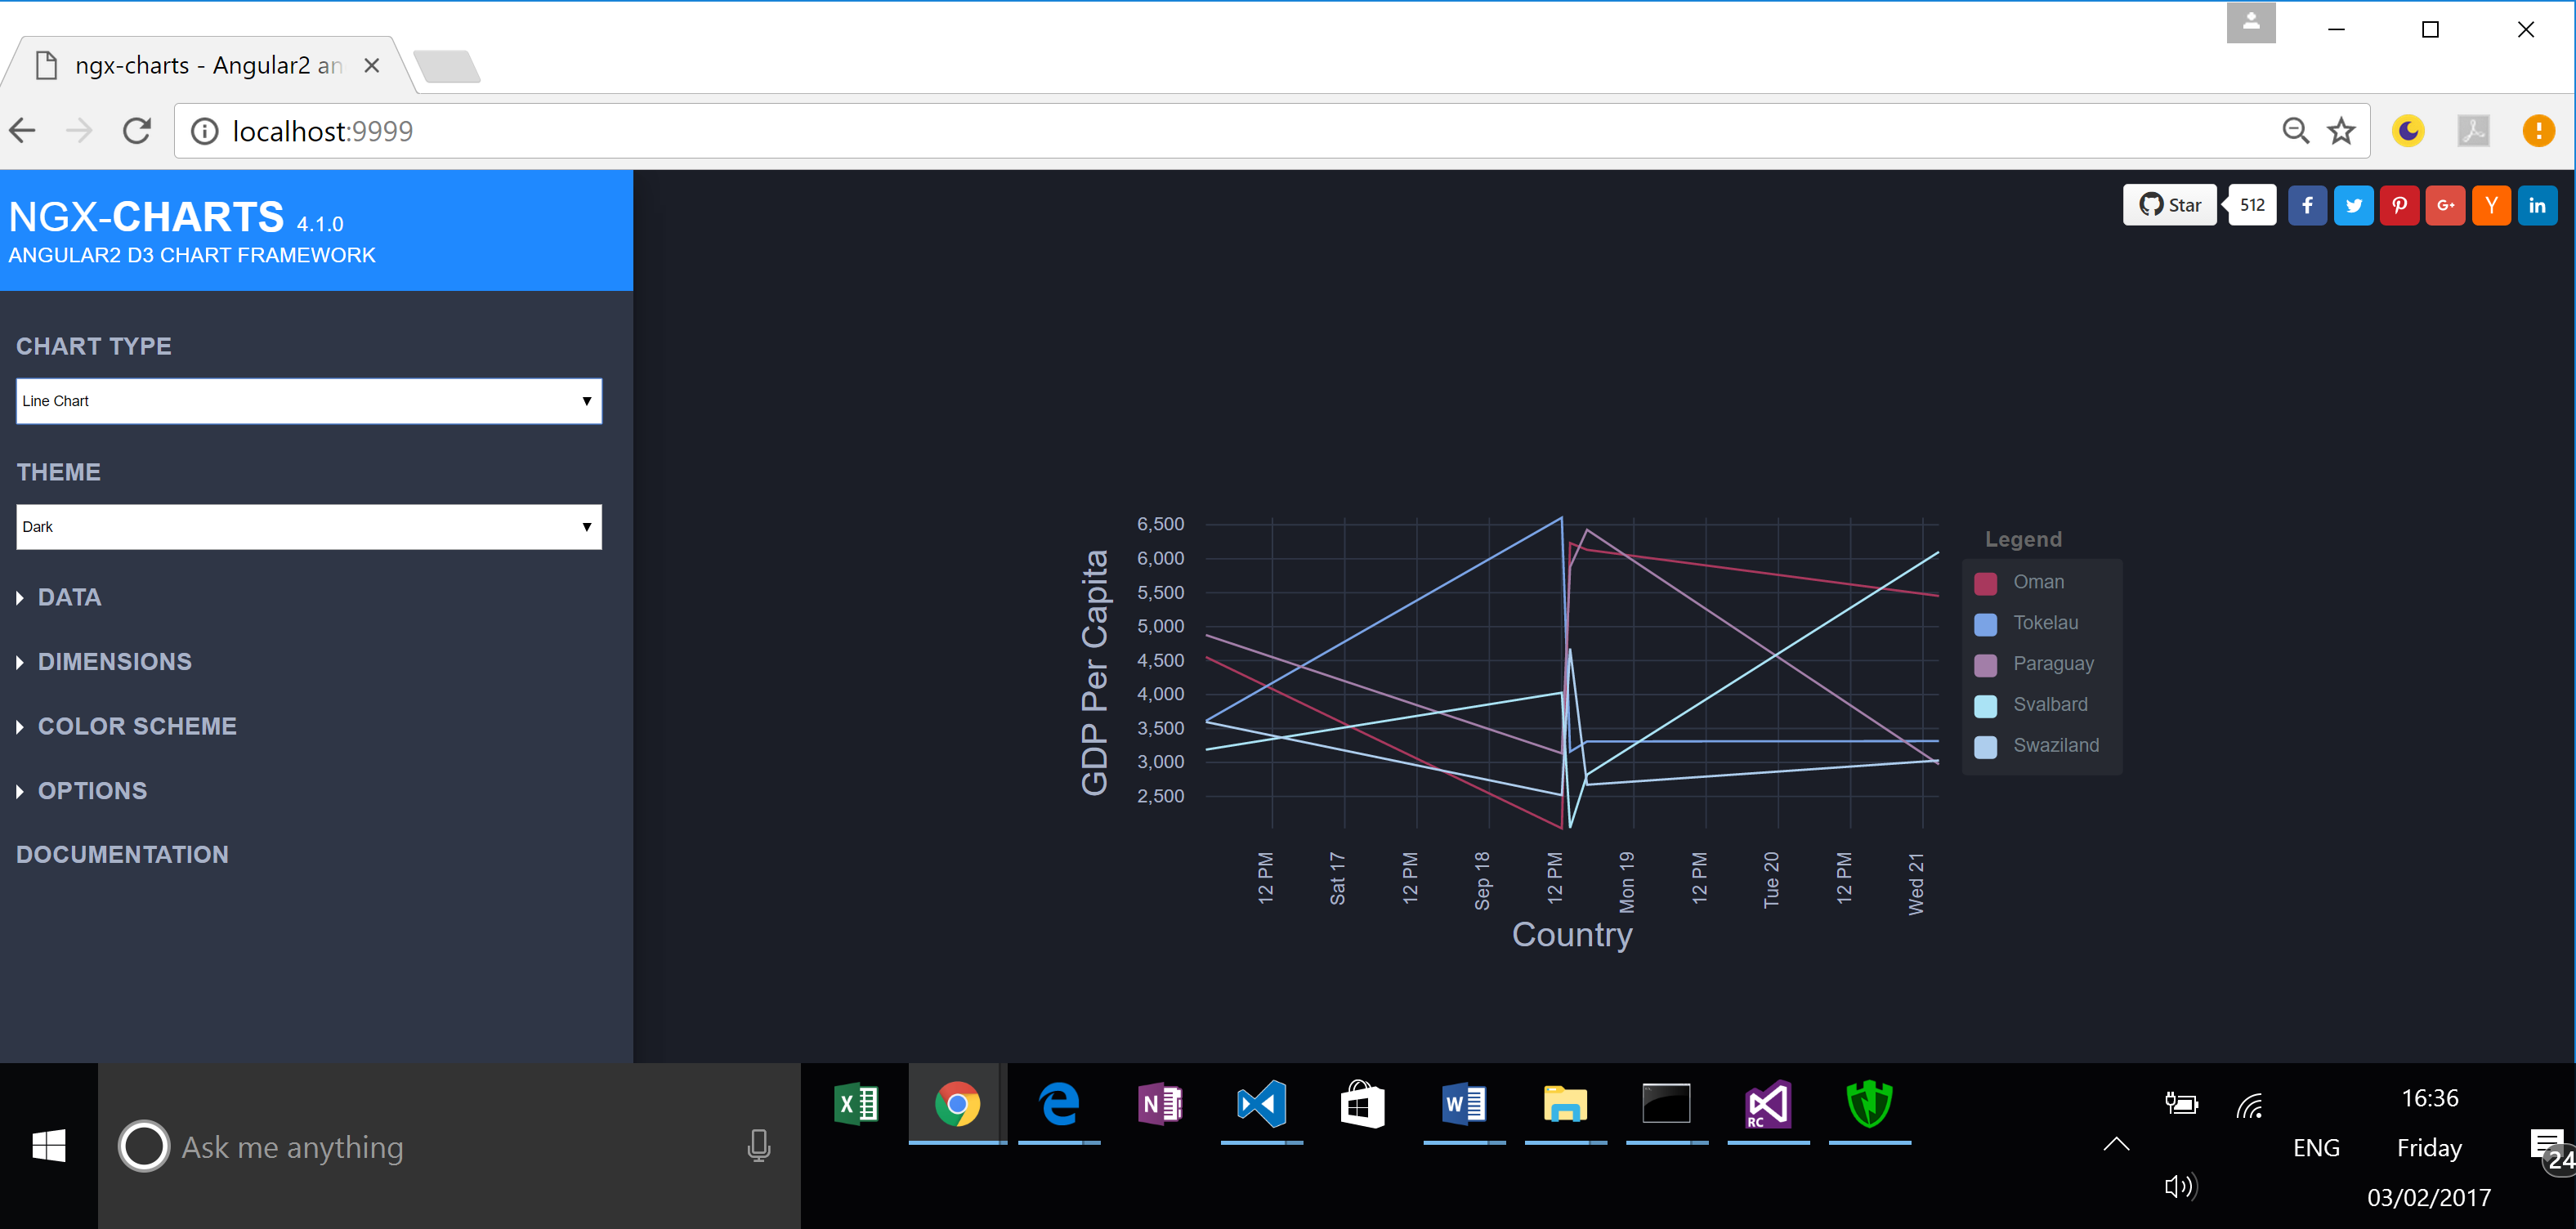 ngx-charts - Angular2 an
localhost:9999
NGX-CHARTS 4.1.0
ANGULAR2 D3 CHART FRAMEWORK
Star
512
CHART TYPE
Line Chart
THEME
Dark
DATA
DIMENSIONS
COLOR SCHEME
OPTIONS
DOCUMENTATION
GDP Per Capita
6,500
6,000
5,500
5,000
4,500
4,000
3,500
3,000
2,500
12 PM
Sat 17
12 PM
Sep 18
12 PM
Mon 19
12 PM
Tue 20
12 PM
Wed 21
Country
Legend
Oman
Tokelau
Paraguay
Svalbard
Swaziland
Ask me anything
RC
ENG
16:36
Friday
03/02/2017
24